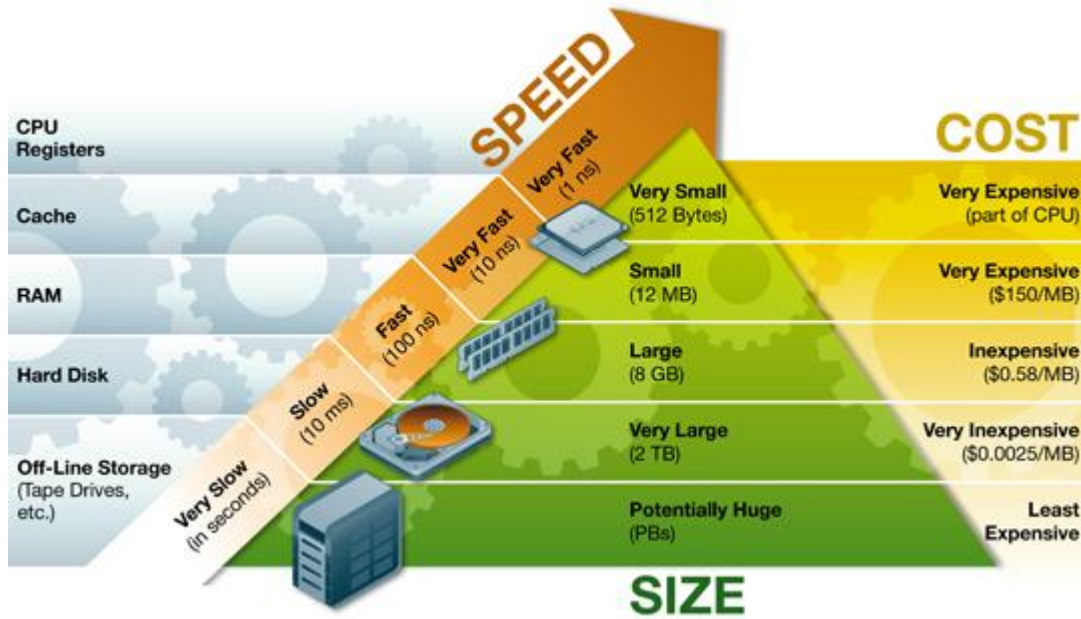 SPEED
COST
CPU
Registers
Very Fast
(1 ns)
Very Small
(512 Bytes)
Very Expensive
(part of CPU)
Cache
Very Fast
(10 ns)
Small
(12 MB)
Very Expensive
($150/MB)
RAM
Fast
(100 ns)
Large
(8 GB)
Inexpensive
($0.58/MB)
Hard Disk
Slow
(10 ms)
Very Large
(2 TB)
Very Inexpensive
($0.0025/MB)
Off-Line Storage
(Tape Drives,
etc.)
Very Slow
(in seconds)
Potentially Huge
(PBs)
Least
Expensive
SIZE